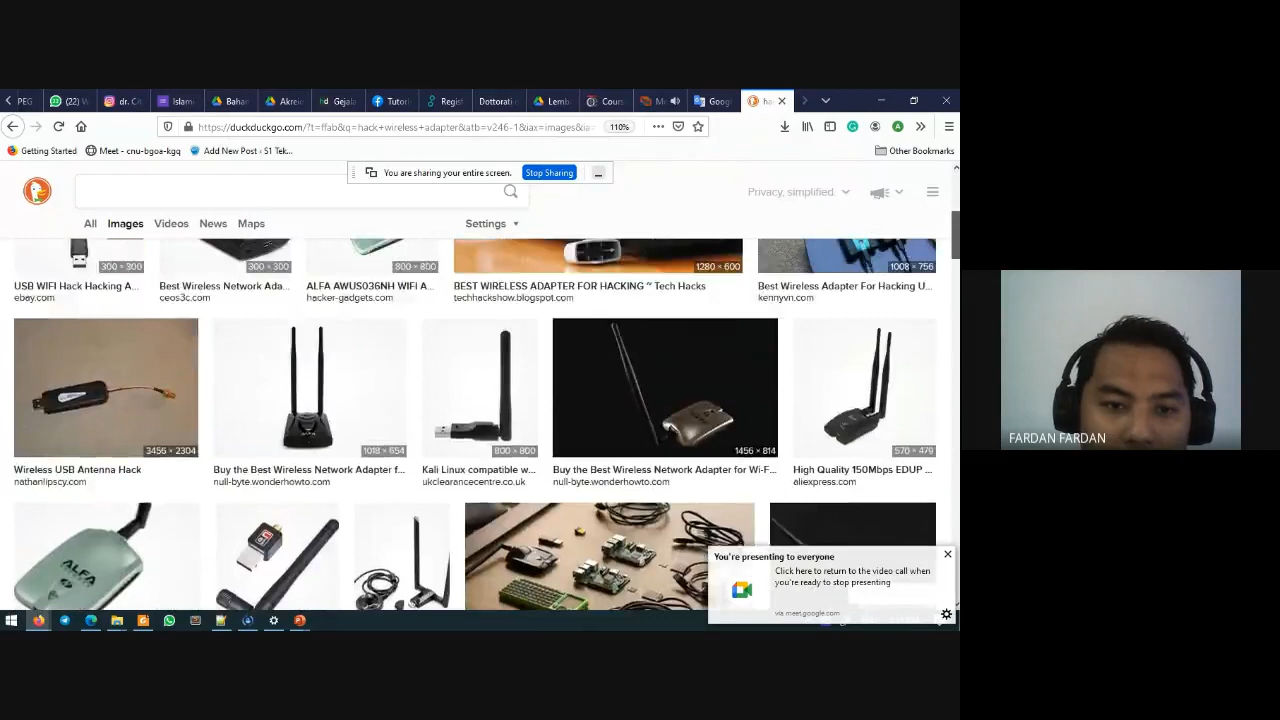 PEG
(22) W
dr. Ci
Islami
Bahai
Akrei
Gejala
Tutori
Regist
Dottorati
Lemb
Cours
Me
Googl
ha
https://duckduckgo.com/?t=ffab&q=hack+wireless+adapter&atb=v246-1&iax=images&ia=
110%
Getting Started
Meet - cnu-bgoa-kgq
Add New Post ‹ S1 Tek...
Other Bookmarks
You are sharing your entire screen.
Stop Sharing
Privacy, simplified.
All
Images
Videos
News
Maps
Settings
300 × 300
300 × 300
800 × 800
1280 × 600
1008 × 756
USB WIFI Hack Hacking A...
Best Wireless Network Ada...
ALFA AWUS036NH WIFI A...
BEST WIRELESS ADAPTER FOR HACKING ~ Tech Hacks
Best Wireless Adapter For Hacking U...
ebay.com
ceos3c.com
hacker-gadgets.com
techhackshow.blogspot.com
kennyvn.com
3456 × 2304
1018 × 654
800 × 800
1456 × 814
570 × 479
Wireless USB Antenna Hack
Buy the Best Wireless Network Adapter f...
Kali Linux compatible w...
Buy the Best Wireless Network Adapter for Wi-F...
High Quality 150Mbps EDUP ...
nathanlipscy.com
null-byte.wonderhowto.com
ukclearancecentre.co.uk
null-byte.wonderhowto.com
aliexpress.com
ALFA
You're presenting to everyone
Click here to return to the video call when
you're ready to stop presenting
via meet.google.com
FARDAN FARDAN